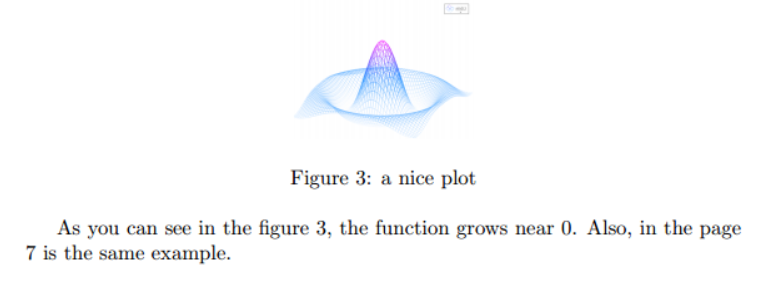 Figure 3: a nice plot
As you can see in the figure 3, the function grows near 0. Also, in the page
7 is the same example.